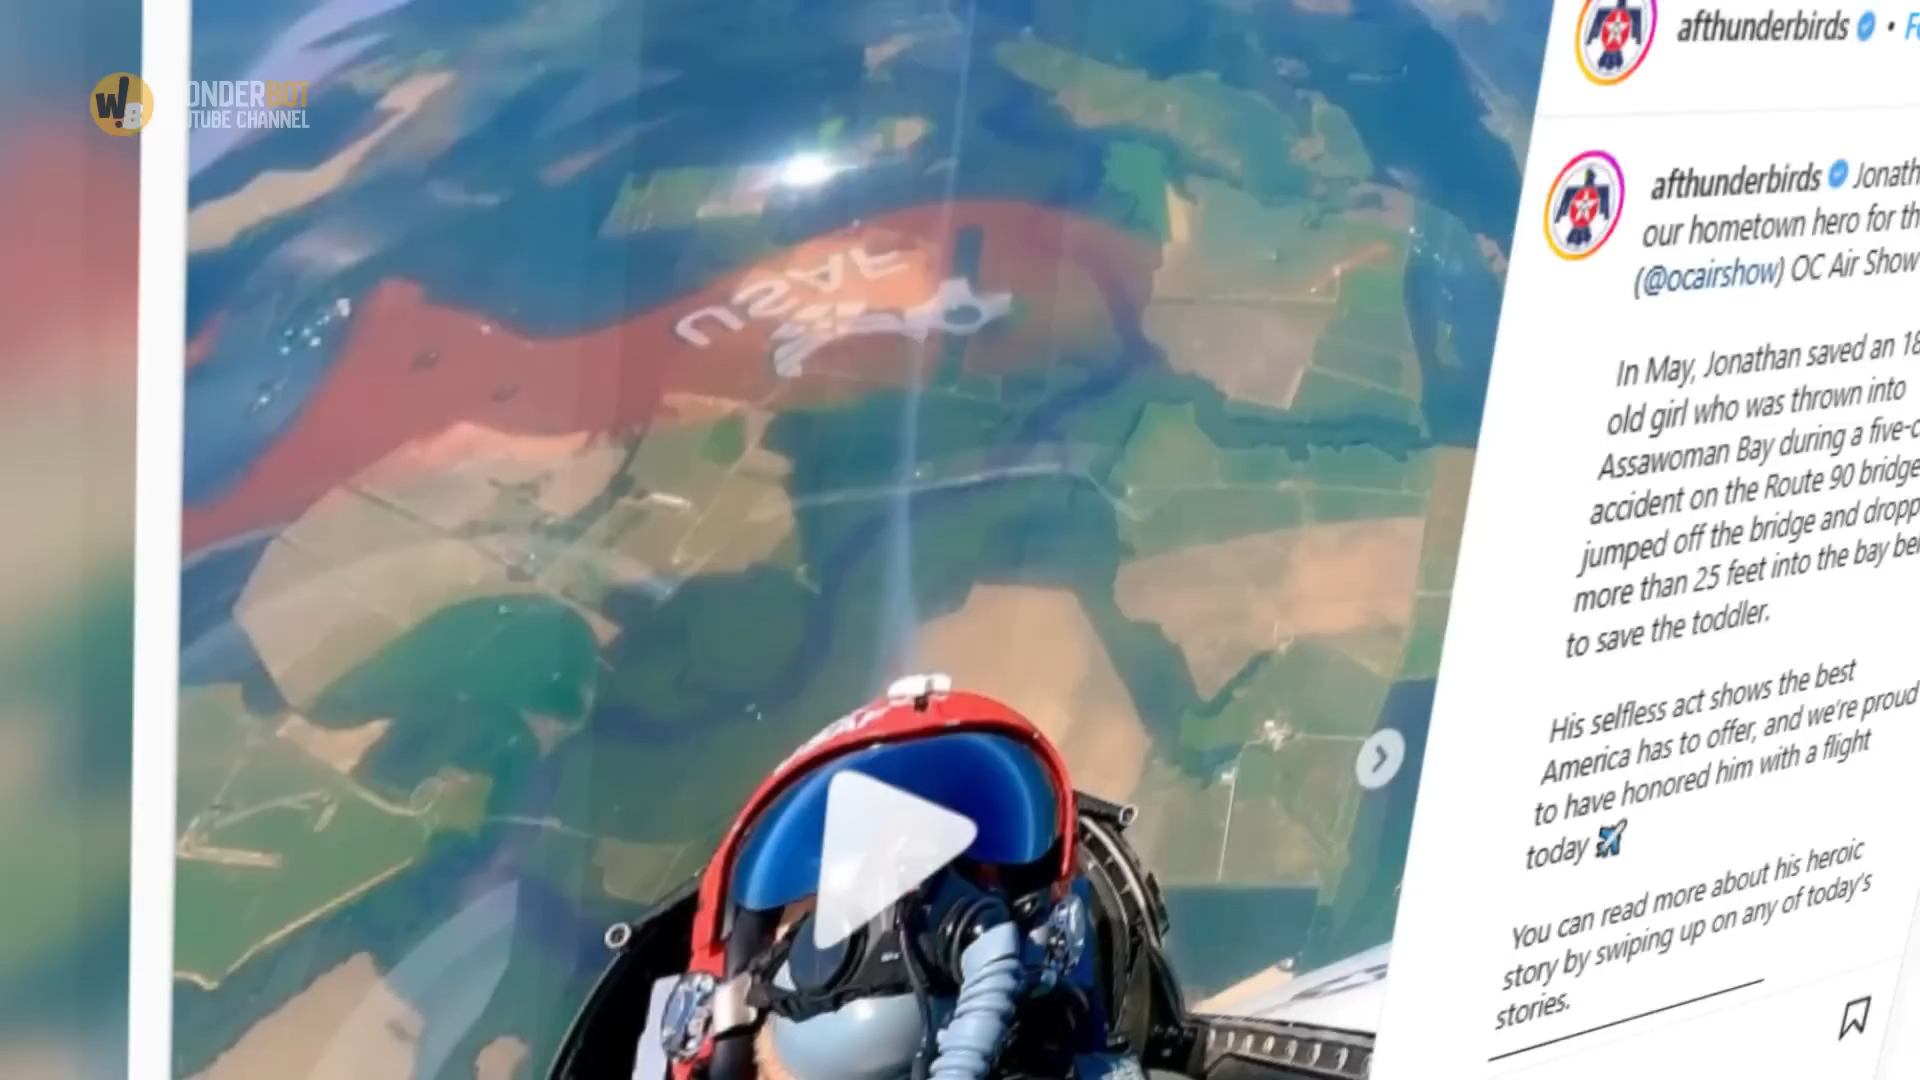 WONDERBOT
YOUTUBE CHANNEL
afthunderbirds •
afthunderbirds
our hometown hero for
(@ocairshow) OC Air Show
In May, Jonathan saved an
old girl who was thrown into
Assawoman Bay during a
accident on the Route 90 bridge
jumped off the bridge and
more than 25 feet into the bay
to save the toddler.
His selfless act shows the best
America has to offer, and we're proud
to have honored him with a flight
today
You can read more about his heroic
story by swiping up on any of today's
stories.
USAF